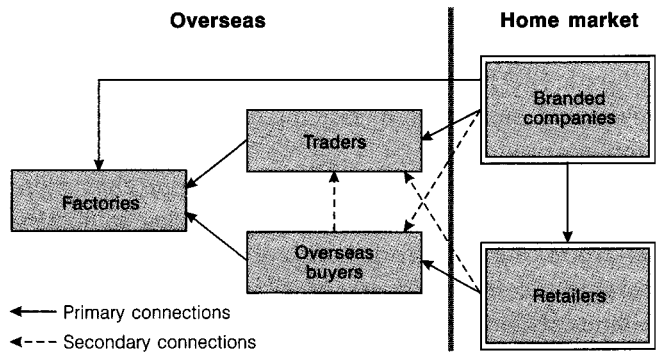 Overseas
Home market
Branded
companies
Traders
Factories
Overseas
buyers
Retailers
Primary connections
Secondary connections